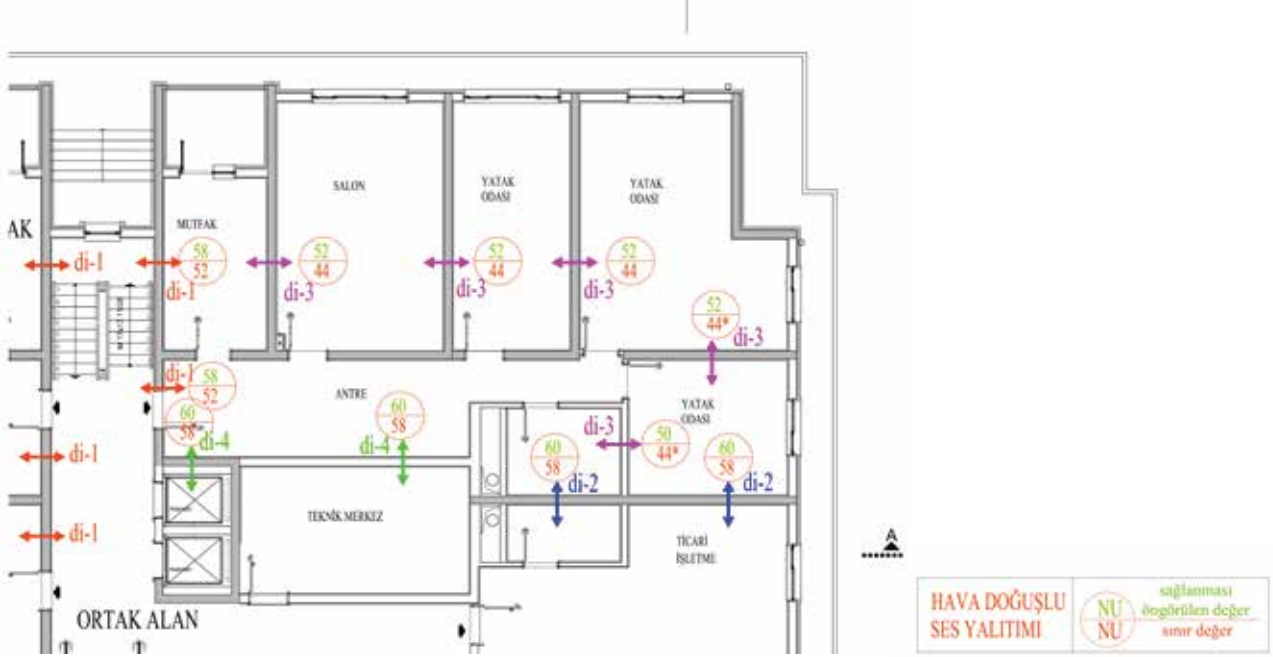 SALON
YATAK
ODASI
YATAK
ODASI
AK
MUTFAK
di-1
58
52
di-1
52
44
di-3
52
44
di-3
52
44
di-3
52
44*
di-3
di-1
58
52
ANTRE
60
58
di-4
60
58
di-4
YATAK
ODASI
di-3
50
44*
60
58
di-2
60
58
di-2
di-1
di-1
TEKNİK MERKEZ
TİCARİ
İŞLETME
A
ORTAK ALAN
HAVA DOĞUŞLU
SES YALITIMI
NU
NU
sağlanması
öngörülen değer
sınır değer